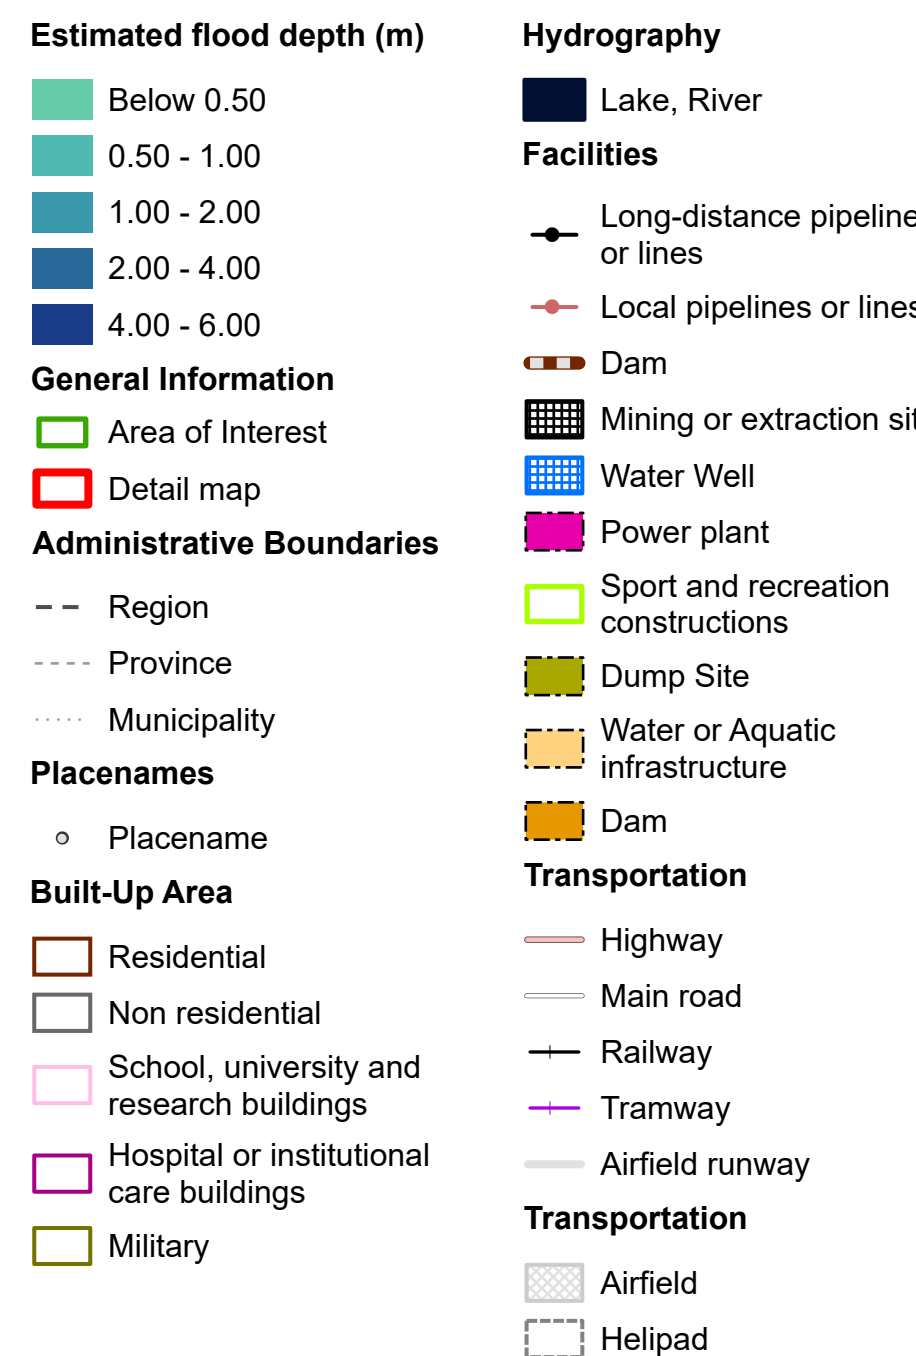 Estimated flood depth (m)
Below 0.50
0.50 - 1.00
1.00 - 2.00
2.00 - 4.00
4.00 - 6.00
General Information
Area of Interest
Detail map
Administrative Boundaries
Region
Province
Municipality
Placenames
Placename
Built-Up Area
Residential
Non residential
School, university and
research buildings
Hospital or institutional
care buildings
Military
Hydrography
Lake, River
Facilities
Long-distance pipeline
or lines
Local pipelines or lines
Dam
Mining or extraction sit
Water Well
Power plant
Sport and recreation
constructions
Dump Site
Water or Aquatic
infrastructure
Dam
Transportation
Highway
Main road
Railway
Tramway
Airfield runway
Transportation
Airfield
Helipad